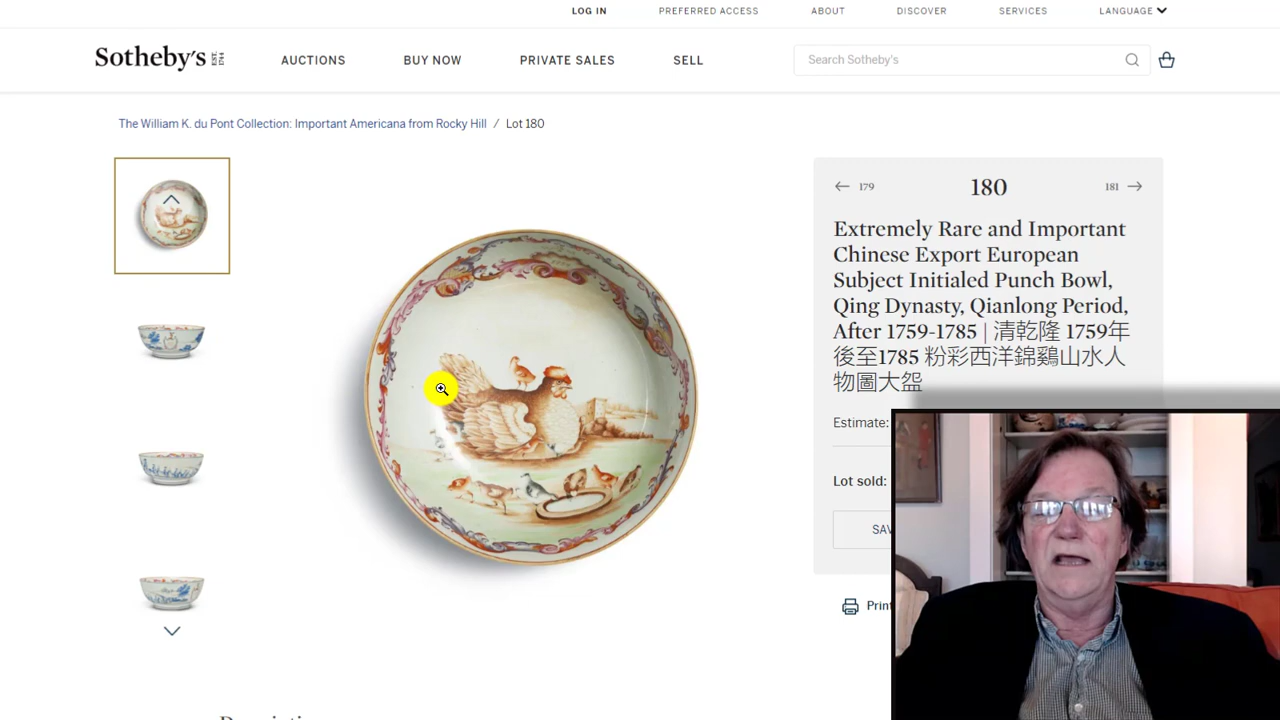 LOG IN PREFERRED ACCESS ABOUT DISCOVER SERVICES LANGUAGE
Sotheby's EST. 1744 AUCTIONS BUY NOW PRIVATE SALES SELL Search Sotheby's
The William K. du Pont Collection: Important Americana from Rocky Hill / Lot 180
179 180 181
Extremely Rare and Important
Chinese Export European
Subject Initialed Punch Bowl,
Qing Dynasty, Qianlong Period,
After 1759-1785 | 清乾隆 1759年
後至1785 粉彩西洋錦鷄山水人
物圖大盌
Estimate:
Lot sold:
SAV
Print